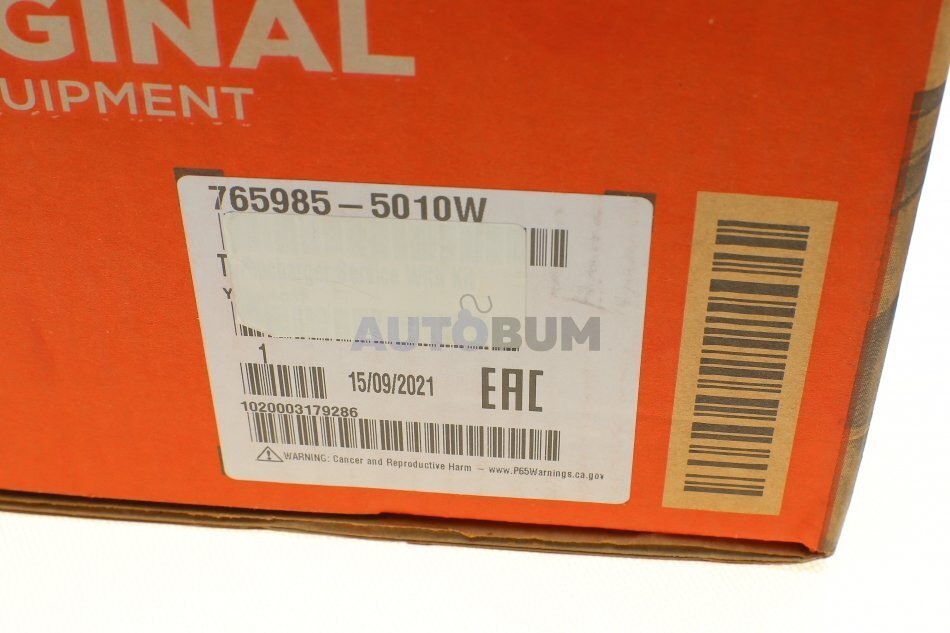 GINAL
UIPMENT
765985-5010W
T
Y
AUTOBUM
1
15/09/2021 EAC
1020003179286
WARNING: Cancer and Reproductive Harm – www.P65Warnings.ca.gov